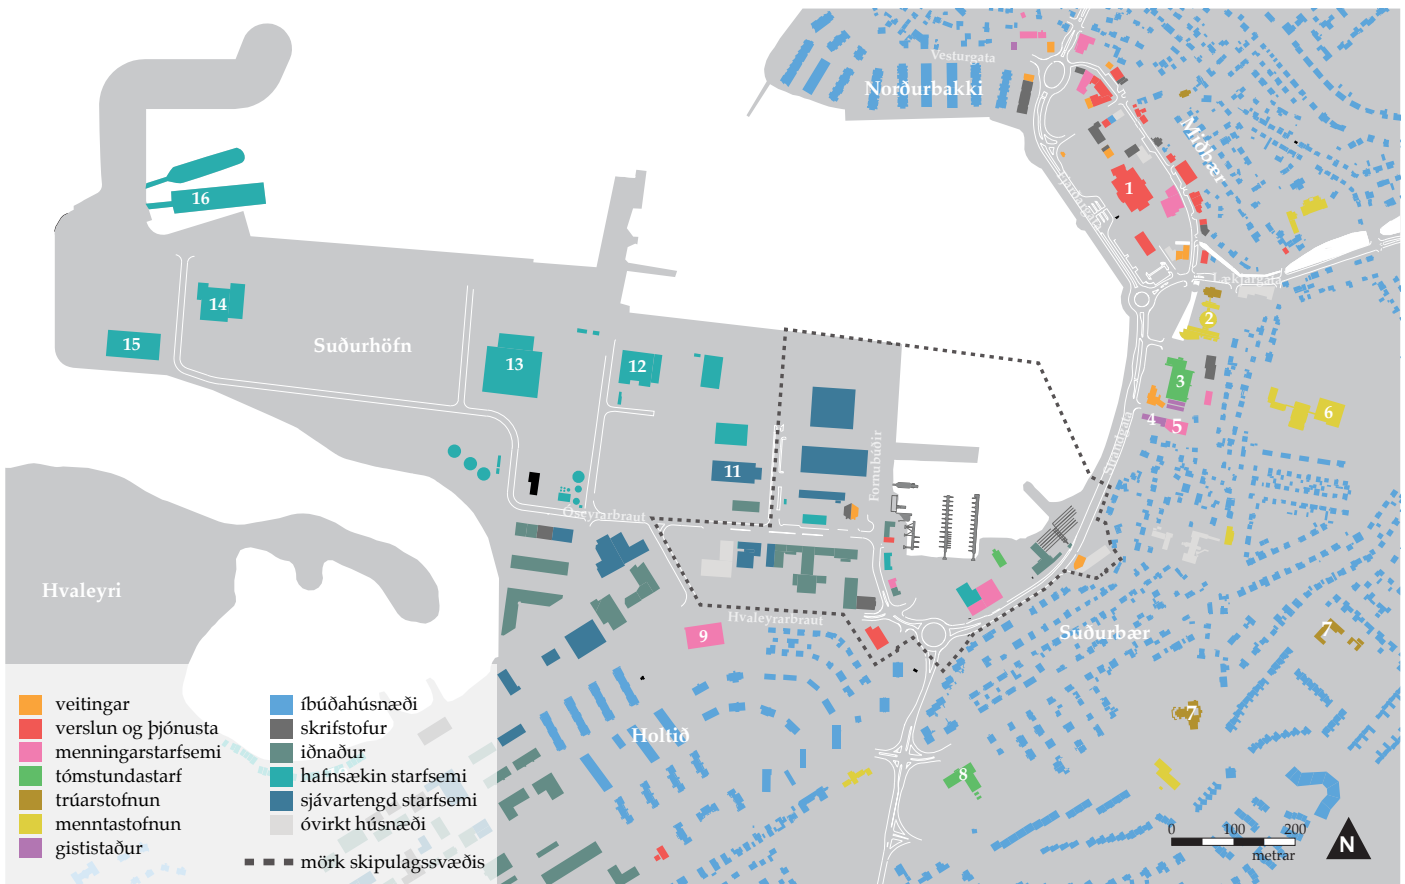 Vesturgata
Norðurbakki
Miðbær
Fjarðargata
1
16
Lækjargata
14
2
15
Suðurhöfn
13
12
3
6
4
5
Strandgata
11
Fornubúðir
Óseyrarbraut
Hvaleyri
Hvaleyrarbraut
9
Suðurbær
7
7
Holtið
8
veitingar
verslun og þjónusta
menningarstarfsemi
tómstundastarf
trúarstofnun
menntastofnun
gististaður
íbúðahúsnæði
skrifstofur
iðnaður
hafnsækin starfsemi
sjávartengd starfsemi
óvirkt húsnæði
mörk skipulagssvæðis
0 100 200
metrar
N